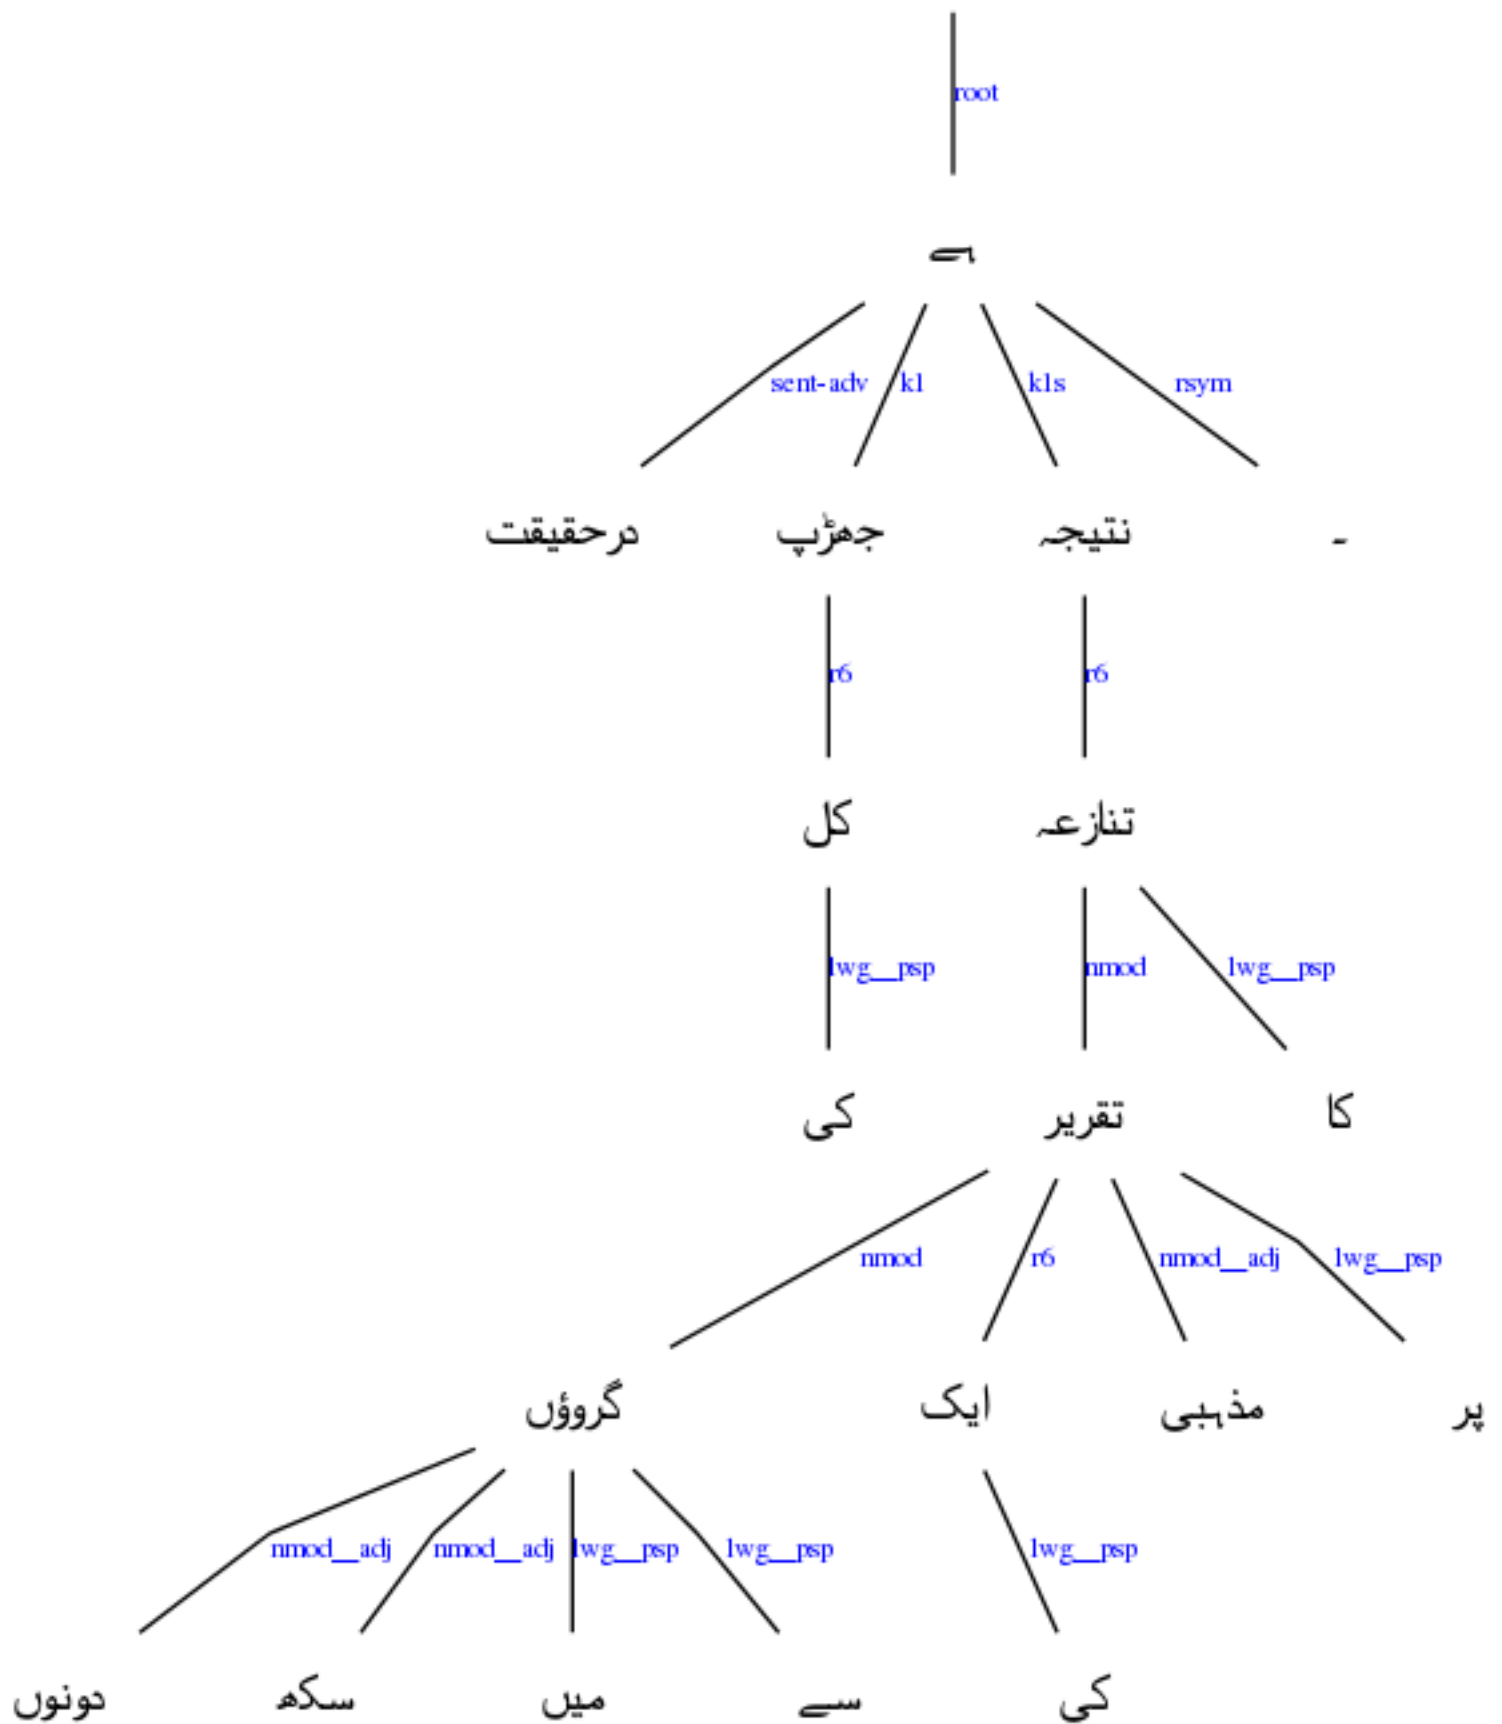 root
ہے
sent-adv k1 k1s rsym
درحقیقت جھڑپ نتیجہ ۔
r6 r6
کل تنازعہ
lwg__psp nmod lwg__psp
کی تقریر کا
nmod r6 nmod__adj lwg__psp
گروؤں ایک مذہبی پر
nmod__adj nmod__adj lwg__psp lwg__psp lwg__psp
دونوں سکھ میں سے کی